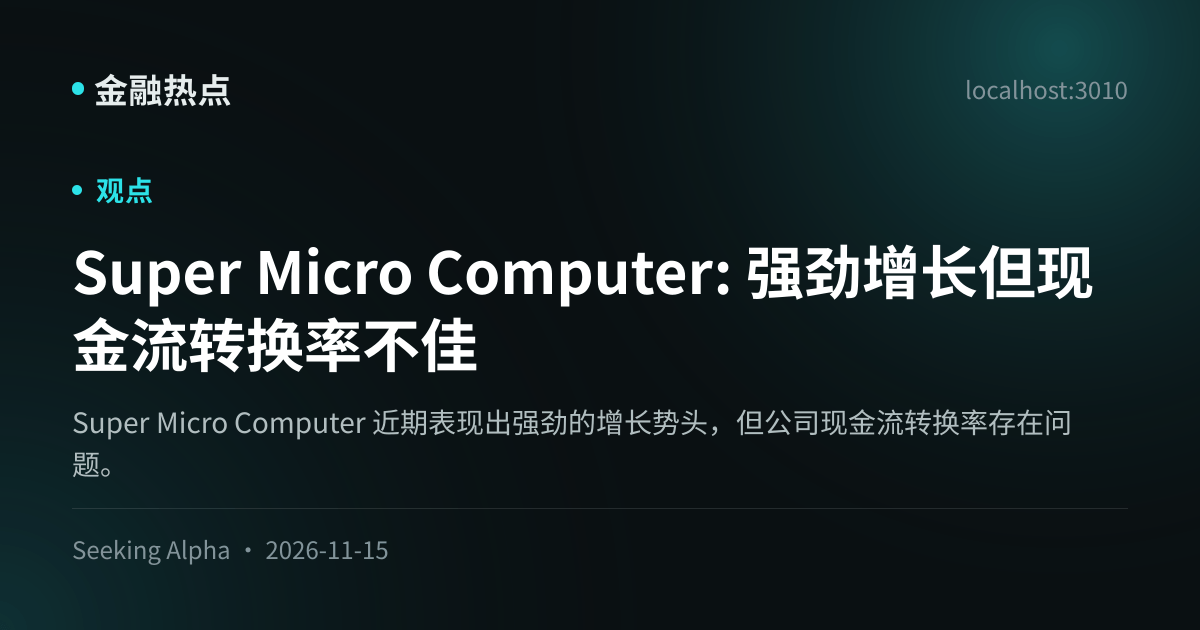 金融热点
localhost:3010
观点
Super Micro Computer: 强劲增长但现
金流转换率不佳
Super Micro Computer 近期表现出强劲的增长势头，但公司现金流转换率存在问
题。
Seeking Alpha · 2026-11-15